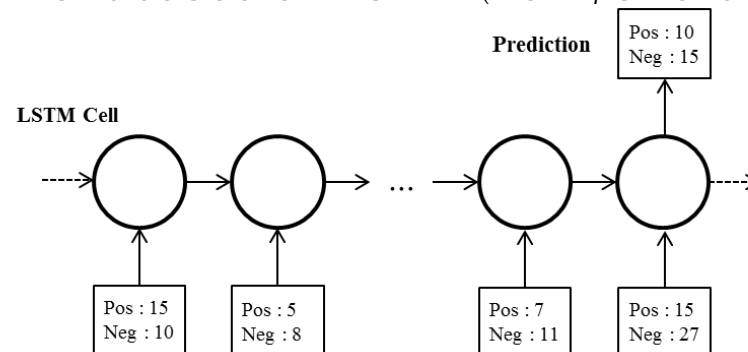 Pos : 10
Neg : 15
Prediction
LSTM Cell
...
Pos : 15
Neg : 10
Pos : 5
Neg : 8
Pos : 7
Neg : 11
Pos : 15
Neg : 27